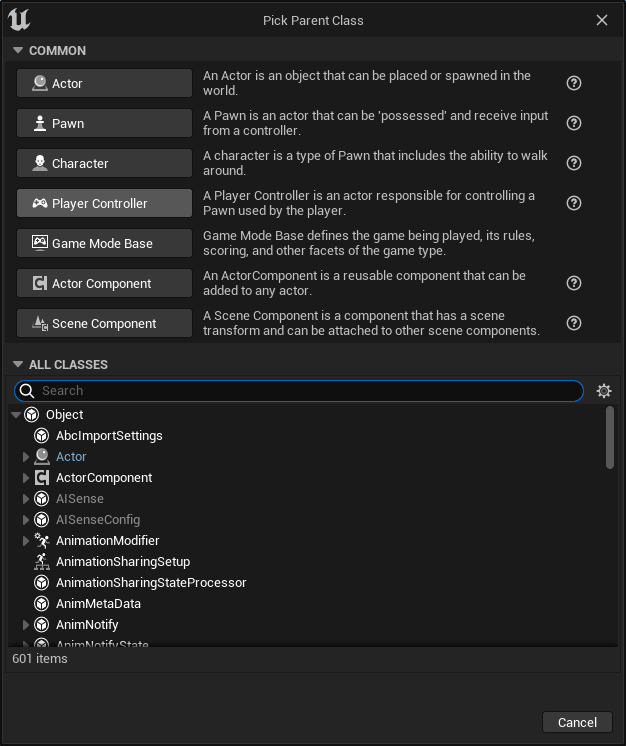 Pick Parent Class
COMMON
Actor
An Actor is an object that can be placed or spawned in the
world.
Pawn
A Pawn is an actor that can be 'possessed' and receive input
from a controller.
Character
A character is a type of Pawn that includes the ability to walk
around.
Player Controller
A Player Controller is an actor responsible for controlling a
Pawn used by the player.
Game Mode Base
Game Mode Base defines the game being played, its rules,
scoring, and other facets of the game type.
Actor Component
An ActorComponent is a reusable component that can be
added to any actor.
Scene Component
A Scene Component is a component that has a scene
transform and can be attached to other scene components.
ALL CLASSES
Search
Object
AbcImportSettings
Actor
ActorComponent
AISense
AISenseConfig
AnimationModifier
AnimationSharingSetup
AnimationSharingStateProcessor
AnimMetaData
AnimNotify
AnimNotifyState
601 items
Cancel